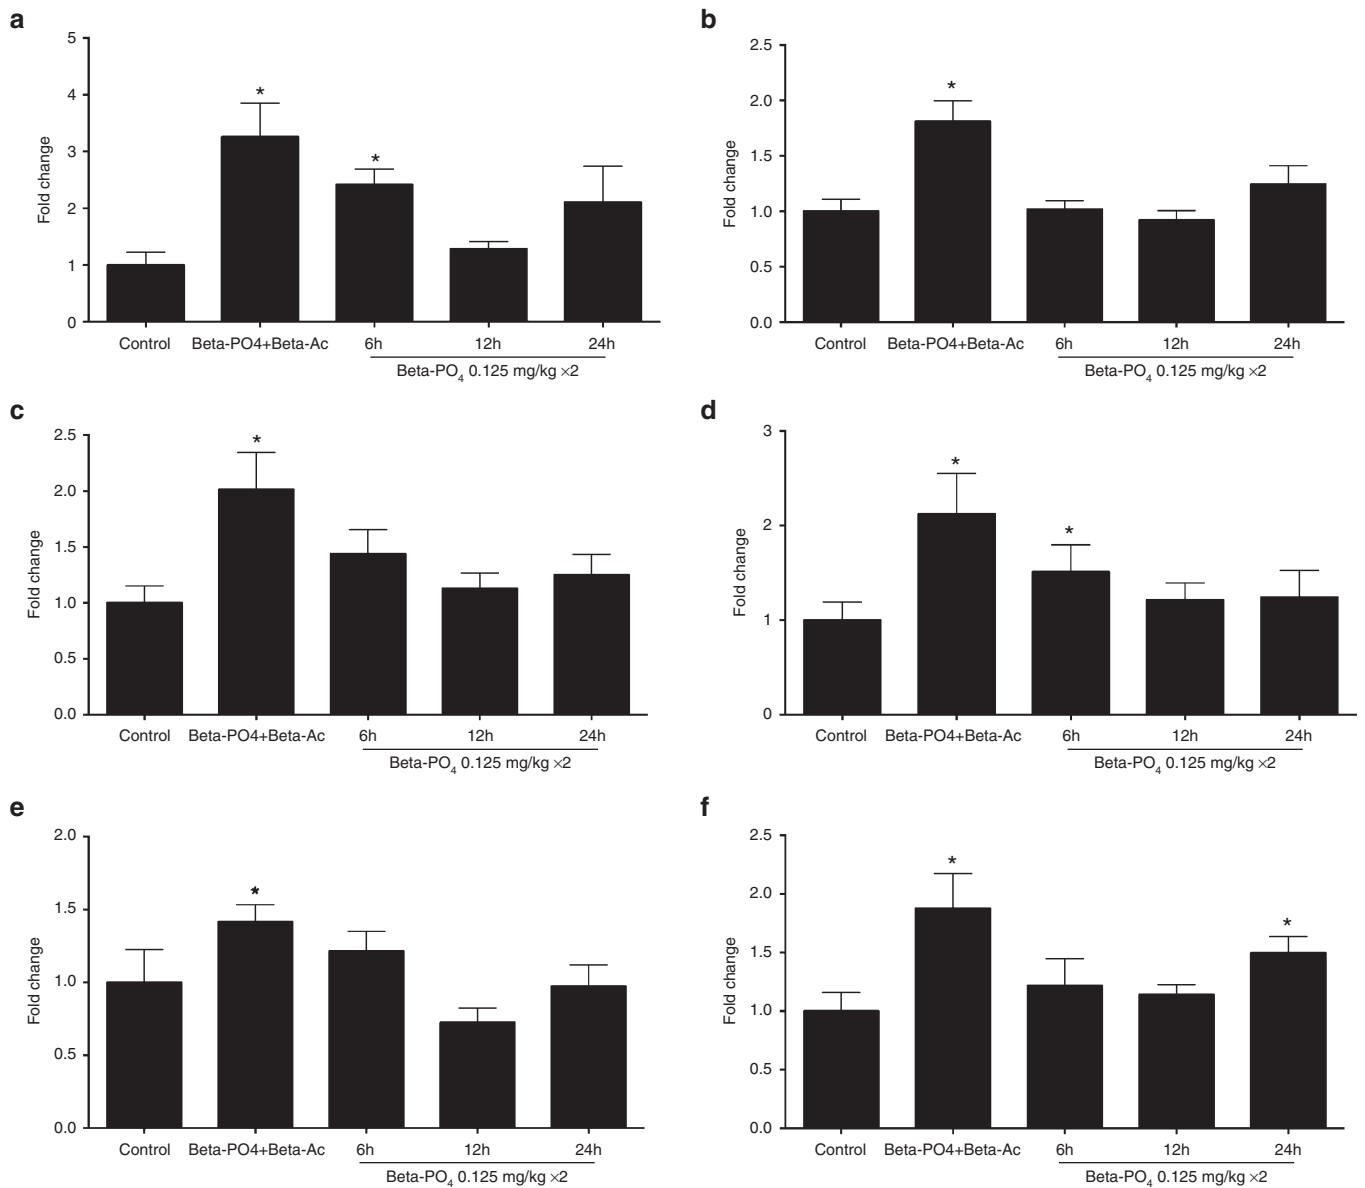 a
5
4
3
2
1
0
Fold change
*
*
Control Beta-PO4+Beta-Ac 6h 12h 24h
Beta-PO4 0.125 mg/kg ×2
b
2.5
2.0
1.5
1.0
0.5
0.0
Fold change
*
Control Beta-PO4+Beta-Ac 6h 12h 24h
Beta-PO4 0.125 mg/kg ×2
c
2.5
2.0
1.5
1.0
0.5
0.0
Fold change
*
Control Beta-PO4+Beta-Ac 6h 12h 24h
Beta-PO4 0.125 mg/kg ×2
d
3
2
1
0
Fold change
*
*
Control Beta-PO4+Beta-Ac 6h 12h 24h
Beta-PO4 0.125 mg/kg ×2
e
2.0
1.5
1.0
0.5
0.0
Fold change
*
Control Beta-PO4+Beta-Ac 6h 12h 24h
Beta-PO4 0.125 mg/kg ×2
f
2.5
2.0
1.5
1.0
0.5
0.0
Fold change
*
*
Control Beta-PO4+Beta-Ac 6h 12h 24h
Beta-PO4 0.125 mg/kg ×2